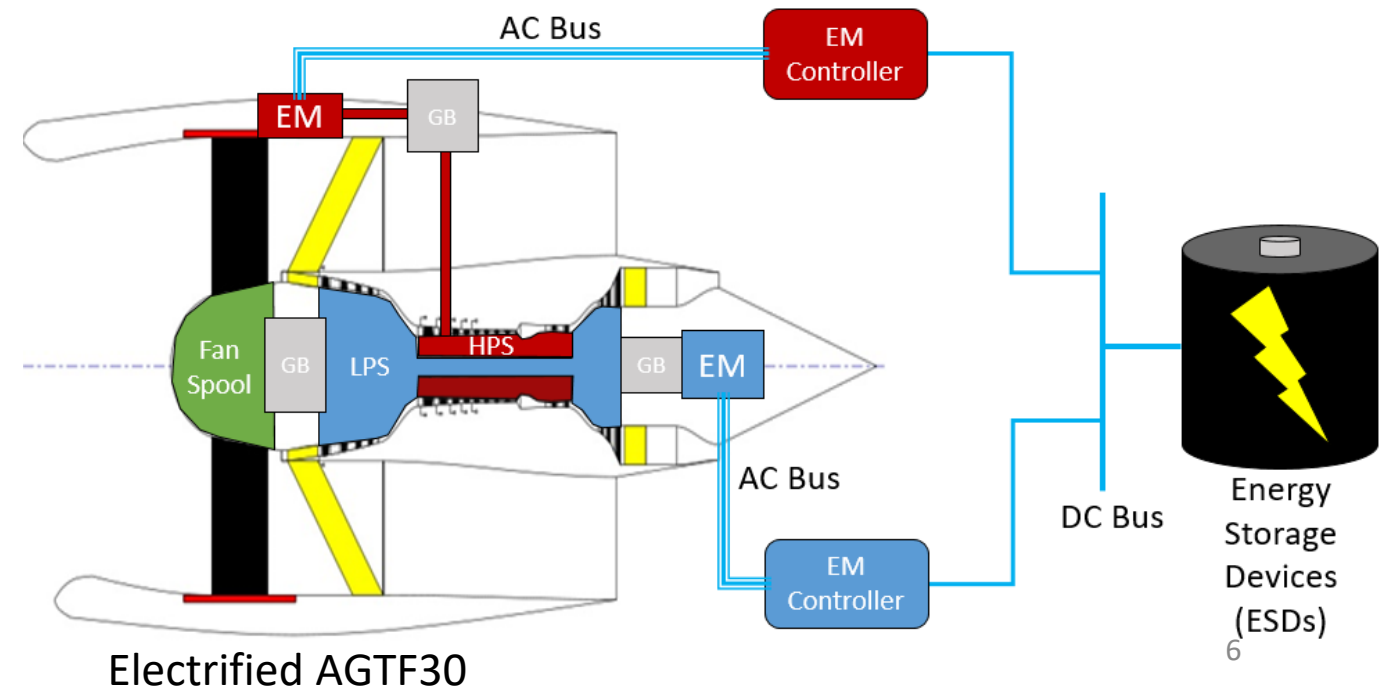 AC Bus
EM
Controller
EM
GB
HPS
Fan
Spool
GB
LPS
GB
EM
AC Bus
DC Bus
EM
Controller
Energy
Storage
Devices
(ESDs)
6
Electrified AGTF30